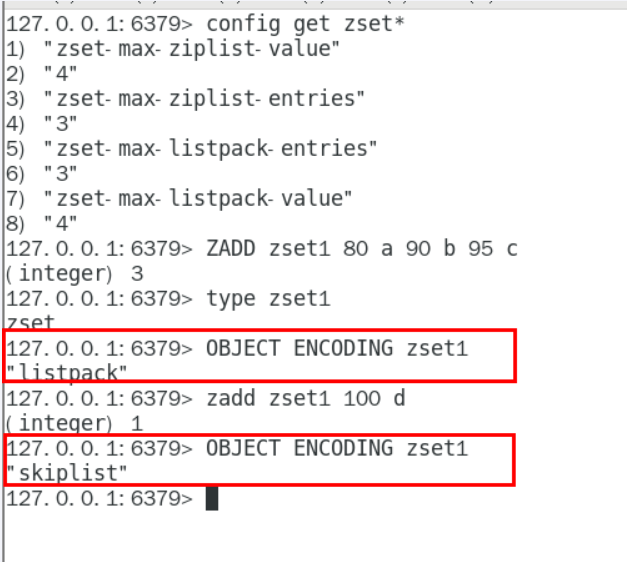 127.0.0.1:6379> config get zset*
1) "zset-max-ziplist-value"
2) "4"
3) "zset-max-ziplist-entries"
4) "3"
5) "zset-max-listpack-entries"
6) "3"
7) "zset-max-listpack-value"
8) "4"
127.0.0.1:6379> ZADD zset1 80 a 90 b 95 c
(integer) 3
127.0.0.1:6379> type zset1
zset
127.0.0.1:6379> OBJECT ENCODING zset1
"listpack"
127.0.0.1:6379> zadd zset1 100 d
(integer) 1
127.0.0.1:6379> OBJECT ENCODING zset1
"skiplist"
127.0.0.1:6379>